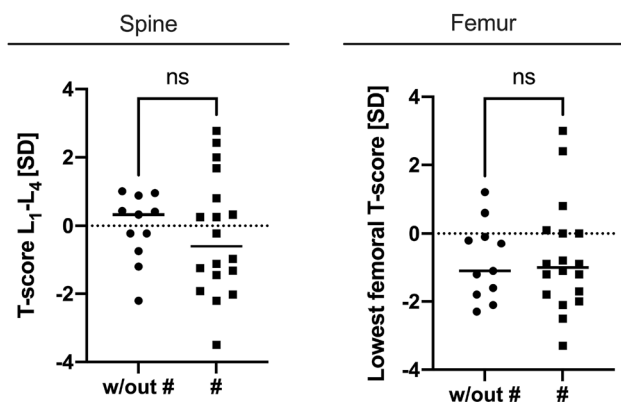 Spine
ns
T-score L1-L4 [SD]
4
2
0
-2
-4
w/out #
#
Femur
ns
Lowest femoral T-score [SD]
4
2
0
-2
-4
w/out #
#